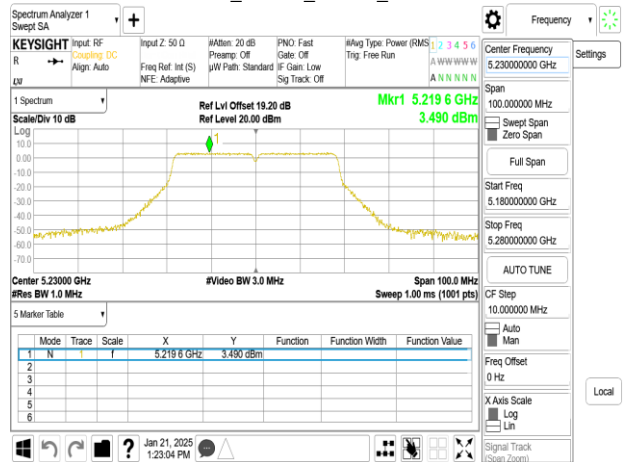 Spectrum Analyzer 1
Swept SA
+
Frequency
KEYSIGHT Input: RF Input Z: 50 Ω #Atten: 20 dB PNO: Fast #Avg Type: Power (RMS 1 2 3 4 5 6
R Coupling: DC Preamp: Off Gate: Off Trig: Free Run A W W W W W
Align: Auto Freq Ref: Int (S) µW Path: Standard IF Gain: Low
LXI NFE: Adaptive Sig Track: Off A N N N N N
1 Spectrum
Ref Lvl Offset 19.20 dB Mkr1 5.219 6 GHz
Scale/Div 10 dB Ref Level 20.00 dBm 3.490 dBm
Log
1
10.0
0.00
-10.0
-20.0
-30.0
-40.0
-50.0
-60.0
-70.0
Center 5.23000 GHz #Video BW 3.0 MHz Span 100.0 MHz
#Res BW 1.0 MHz Sweep 1.00 ms (1001 pts)
5 Marker Table
Mode Trace Scale X Y Function Function Width Function Value
1 N 1 f 5.219 6 GHz 3.490 dBm
2
3
4
5
6
? Jan 21, 2025
1:23:04 PM
Center Frequency
5.230000000 GHz
Settings
Span
100.000000 MHz
Swept Span
Zero Span
Full Span
Start Freq
5.180000000 GHz
Stop Freq
5.280000000 GHz
AUTO TUNE
CF Step
10.000000 MHz
Auto
Man
Freq Offset
0 Hz
X Axis Scale
Log
Lin
Local
Signal Track
(Span Zoom)